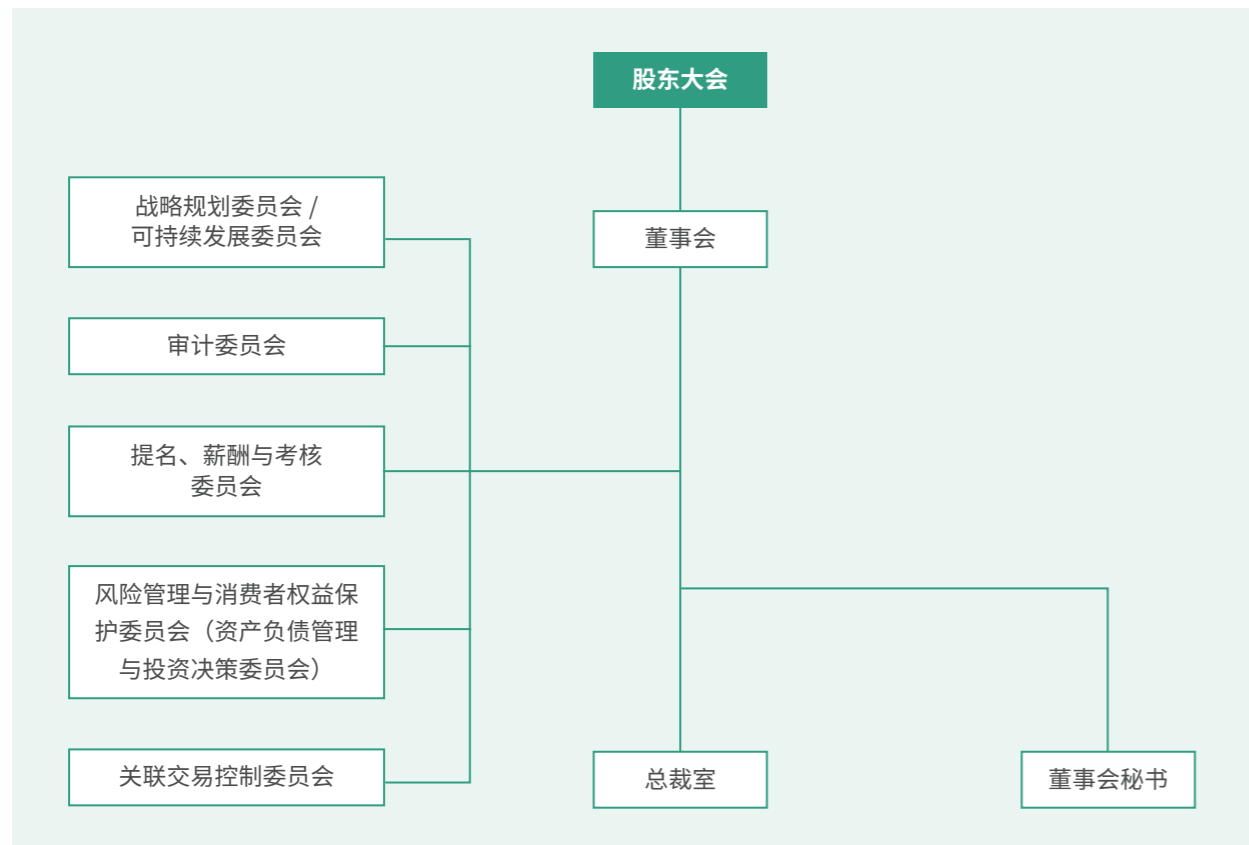 股东大会
战略规划委员会 /
可持续发展委员会
董事会
审计委员会
提名、薪酬与考核
委员会
风险管理与消费者权益保
护委员会（资产负债管理
与投资决策委员会）
关联交易控制委员会
总裁室
董事会秘书